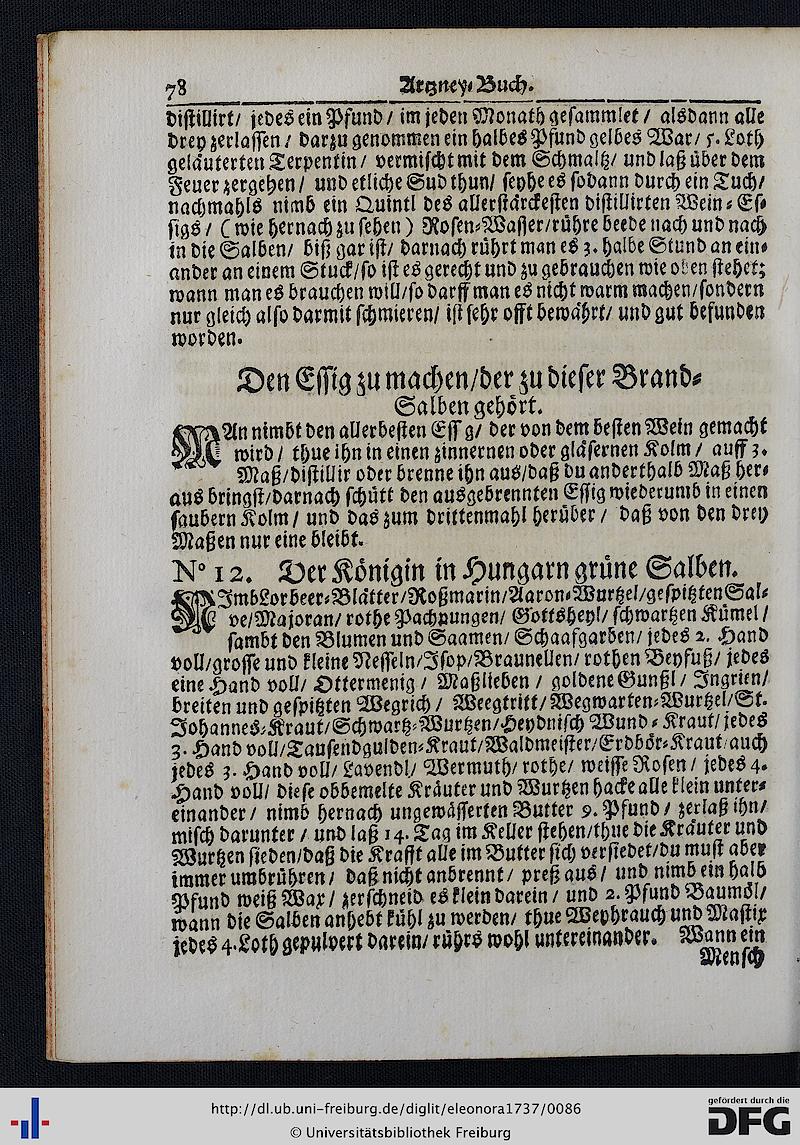 78 Artzney-Buch.
distillirt/ jedes ein Pfund/ im jeden Monath gesammlet/ alsdann alle
drey zerlassen/ darzu genommen ein halbes Pfund gelbes Wax/ 5. Loth
geläuterten Terpentin/ vermischt mit dem Schmaltz/ und laß über dem
Feuer zergehen/ und etliche Sud thun/ seyhe es sodann durch ein Tuch/
nachmahls nimb ein Quintl des allerstärckesten distillirten Wein-Es-
sigs/ (wie hernach zu sehen) Rosen-Wasser/ rühre beede nach und nach
in die Salben/ biß gar ist/ darnach rührt man es 3. halbe Stund an ein-
ander an einem Stuck/ so ist es gerecht und zu gebrauchen wie oben stehet;
wann man es brauchen will/ so darff man es nicht warm machen/ sondern
nur gleich also darmit schmieren/ ist sehr offt bewährt/ und gut befunden
worden.
Den Essig zu machen/ der zu dieser Brand-
Salben gehört.
MAn nimbt den allerbesten Ess g/ der von dem besten Wein gemacht
wird/ thue ihn in einen zinnernen oder gläsernen Kolm/ auff 3.
Maß/ distillir oder brenne ihn aus/ daß du anderthalb Maß her-
aus bringst/ darnach schütt den ausgebrennten Essig wiederumb in einen
saubern Kolm/ und das zum drittenmahl herüber/ daß von den drey
Maßen nur eine bleibt.
N° 12. Der Königin in Hungarn grüne Salben.
NImb Lorbeer-Blätter/ Roßmarin/ Aaron-Wurtzel/ gespitzten Sal-
ve/ Majoran/ rothe Pachpungen/ Gottsheyl/ schwartzen Kümel/
sambt den Blumen und Saamen/ Schaafgarben/ jedes 2. Hand
voll/ grosse und kleine Nesseln/ Isop/ Braunellen/ rothen Beyfuß/ jedes
eine Hand voll/ Ottermenig/ Maßlieben/ goldene Gunßl/ Ingrien/
breiten und gespitzten Wegrich/ Weegtritt/ Wegwarten-Wurtzel/ St.
Johannes-Kraut/ Schwartz-Wurtzen/ Heydnisch Wund-Kraut/ jedes
3. Hand voll/ Tausendgulden-Kraut/ Waldmeister/ Erdbör-Kraut/ auch
jedes 3. Hand voll/ Lavendl/ Wermuth/ rothe/ weisse Rosen/ jedes 4.
Hand voll/ diese obbemelte Kräuter und Wurtzen hacke alle klein unter-
einander/ nimb hernach ungewässerten Butter 9. Pfund/ zerlaß ihn/
misch darunter/ und laß 14. Tag im Keller stehen/ thue die Kräuter und
Wurtzen sieden/ daß die Krafft alle im Butter sich versiedet/ du must aber
immer umbrühren/ daß nicht anbrennt/ preß aus/ und nimb ein halb
Pfund weiß Wax/ zerschneid es klein darein/ und 2. Pfund Baumöl/
wann die Salben anhebt kühl zu werden/ thue Weyhrauch und Mastix
jedes 4. Loth gepulvert darein/ rührs wohl untereinander. Wann ein
Mensch
http://dl.ub.uni-freiburg.de/diglit/eleonora1737/0086
© Universitätsbibliothek Freiburg
gefördert durch die
DFG